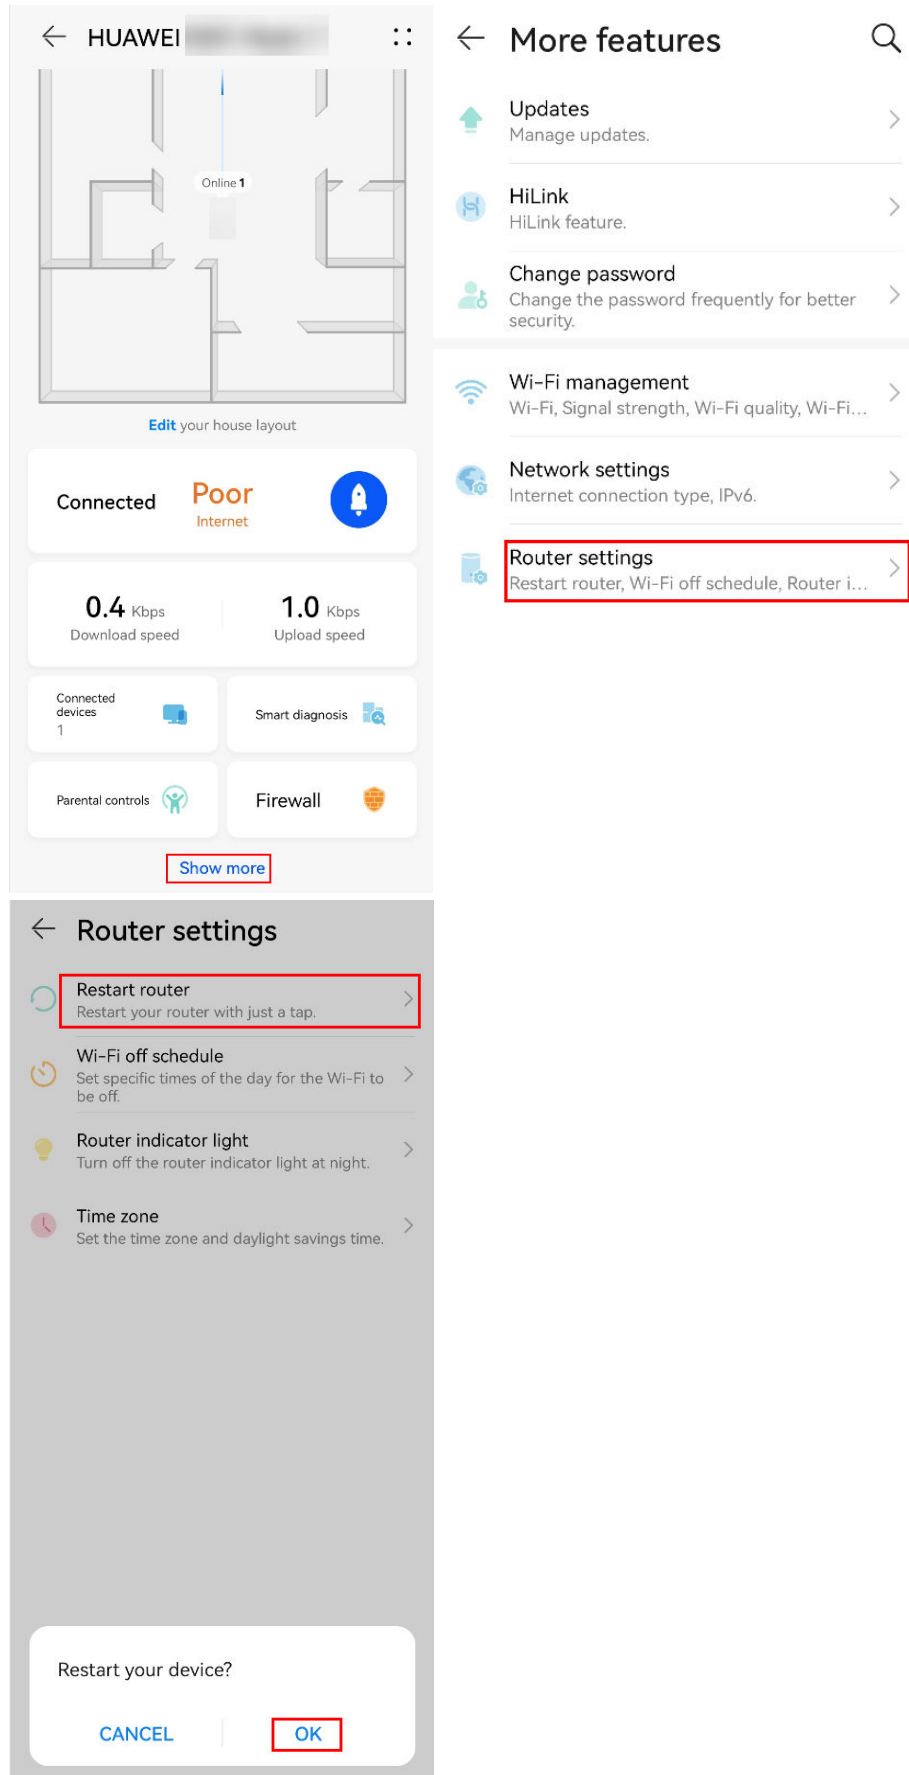 HUAWEI
Online 1
Edit your house layout
Connected
Poor
Internet
0.4 Kbps
Download speed
1.0 Kbps
Upload speed
Connected
devices
1
Smart diagnosis
Parental controls
Firewall
Show more
More features
Updates
Manage updates.
HiLink
HiLink feature.
Change password
Change the password frequently for better
security.
Wi-Fi management
Wi-Fi, Signal strength, Wi-Fi quality, Wi-Fi...
Network settings
Internet connection type, IPv6.
Router settings
Restart router, Wi-Fi off schedule, Router i...
Router settings
Restart router
Restart your router with just a tap.
Wi-Fi off schedule
Set specific times of the day for the Wi-Fi to
be off.
Router indicator light
Turn off the router indicator light at night.
Time zone
Set the time zone and daylight savings time.
Restart your device?
CANCEL
OK